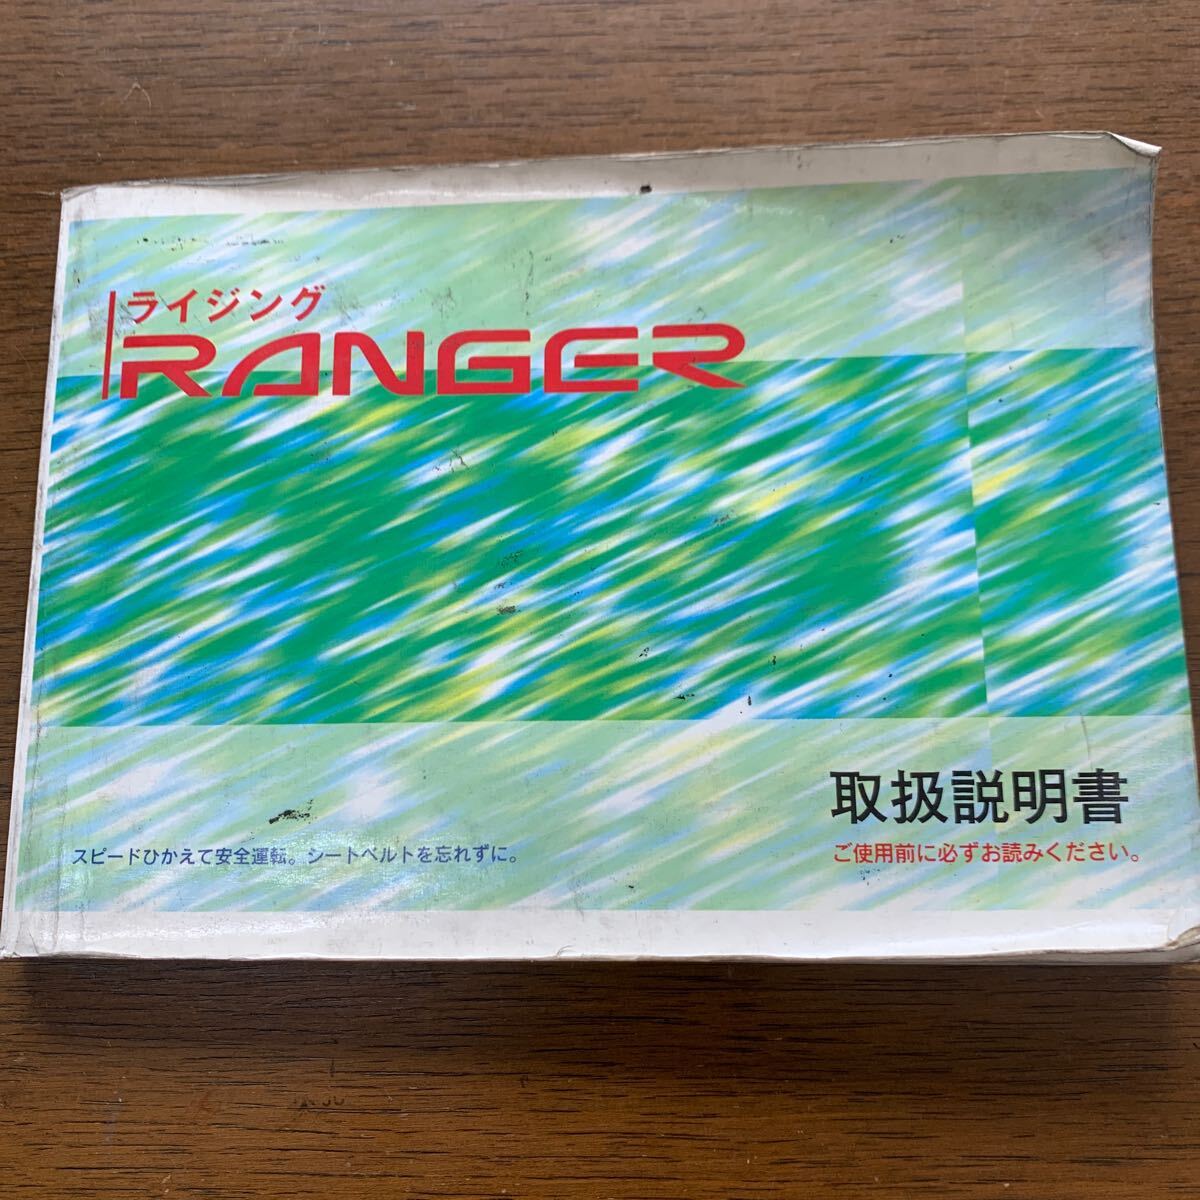 ライジング
RANGER
取扱説明書
ご使用前に必ずお読みください。
スピードひかえて安全運転。シートベルトを忘れずに。